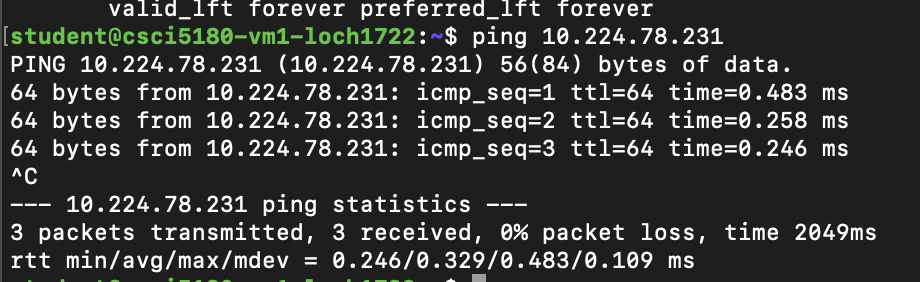 valid_lft forever preferred_lft forever
[student@csci5180-vm1-loch1722:~$ ping 10.224.78.231
PING 10.224.78.231 (10.224.78.231) 56(84) bytes of data.
64 bytes from 10.224.78.231: icmp_seq=1 ttl=64 time=0.483 ms
64 bytes from 10.224.78.231: icmp_seq=2 ttl=64 time=0.258 ms
64 bytes from 10.224.78.231: icmp_seq=3 ttl=64 time=0.246 ms
^C
--- 10.224.78.231 ping statistics ---
3 packets transmitted, 3 received, 0% packet loss, time 2049ms
rtt min/avg/max/mdev = 0.246/0.329/0.483/0.109 ms